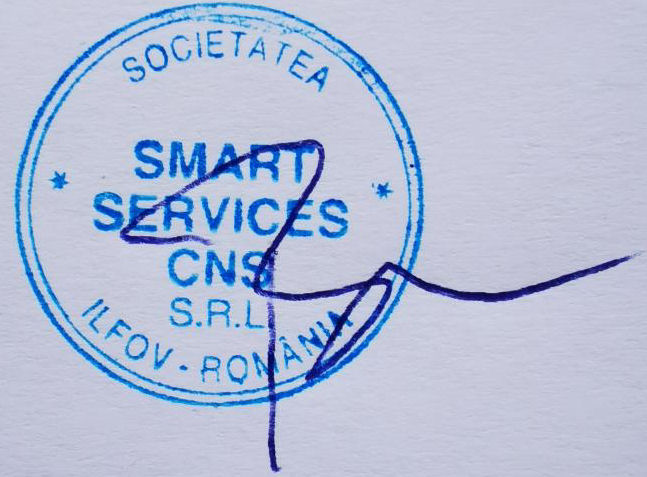 SOCIETATEA
SMART
SERVICES
CNS
S.R.L.
ILFOV - ROMÂNIA